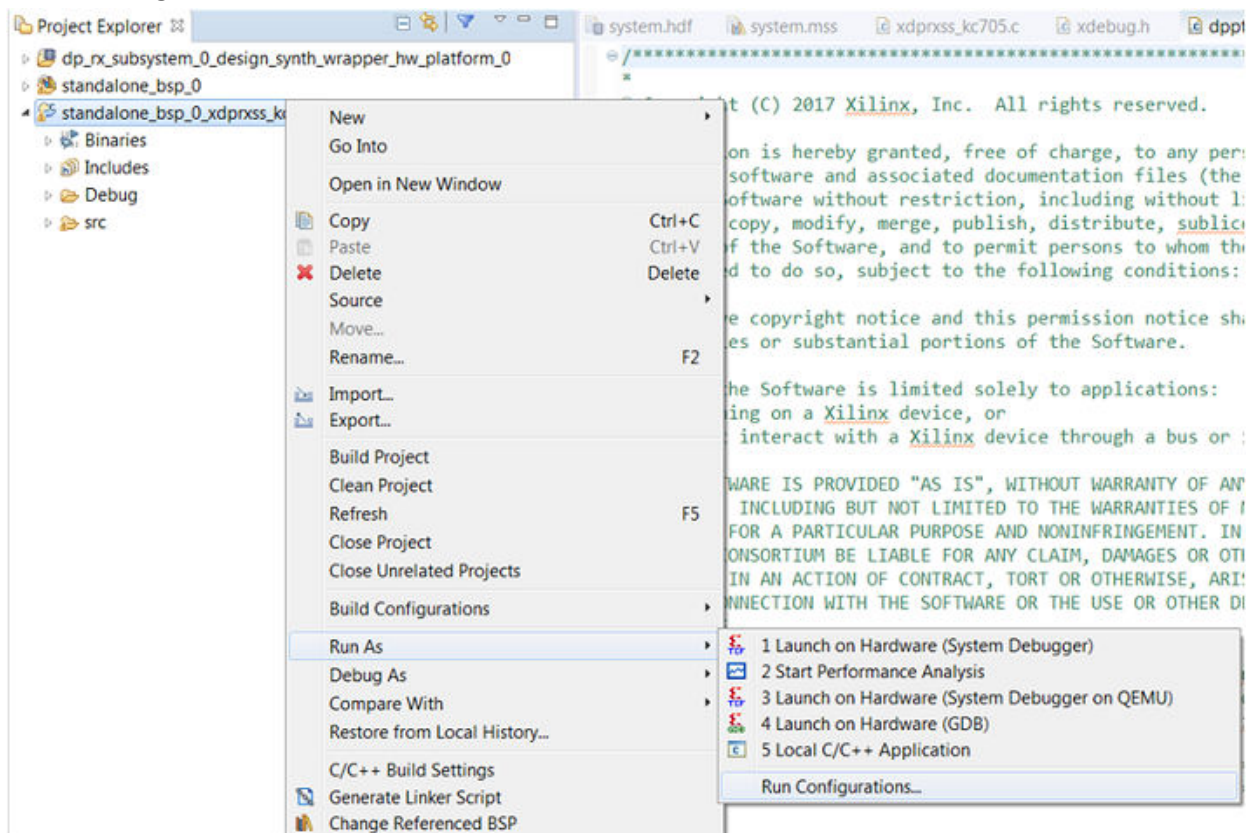 Project Explorer
dp_rx_subsystem_0_design_synth_wrapper_hw_platform_0
standalone_bsp_0
standalone_bsp_0_xdprxss_k
Binaries
Includes
Debug
src
New
Go Into
Open in New Window
Copy Ctrl+C
Paste Ctrl+V
Delete Delete
Source
Move...
Rename... F2
Import...
Export...
Build Project
Clean Project
Refresh F5
Close Project
Close Unrelated Projects
Build Configurations
Run As
Debug As
Compare With
Restore from Local History...
C/C++ Build Settings
Generate Linker Script
Change Referenced BSP
1 Launch on Hardware (System Debugger)
2 Start Performance Analysis
3 Launch on Hardware (System Debugger on QEMU)
4 Launch on Hardware (GDB)
5 Local C/C++ Application
Run Configurations...
system.hdf system.mss xdprxss_kc705.c xdebug.h dppt
*
t (C) 2017 Xilinx, Inc. All rights reserved.
on is hereby granted, free of charge, to any pers
software and associated documentation files (the
oftware without restriction, including without li
copy, modify, merge, publish, distribute, sublice
f the Software, and to permit persons to whom the
d to do so, subject to the following conditions:
e copyright notice and this permission notice sha
es or substantial portions of the Software.
he Software is limited solely to applications:
ing on a Xilinx device, or
interact with a Xilinx device through a bus or
WARE IS PROVIDED "AS IS", WITHOUT WARRANTY OF ANY
INCLUDING BUT NOT LIMITED TO THE WARRANTIES OF
FOR A PARTICULAR PURPOSE AND NONINFRINGEMENT. IN
ONSORTIUM BE LIABLE FOR ANY CLAIM, DAMAGES OR OTH
IN AN ACTION OF CONTRACT, TORT OR OTHERWISE, ARIS
NNECTION WITH THE SOFTWARE OR THE USE OR OTHER DE